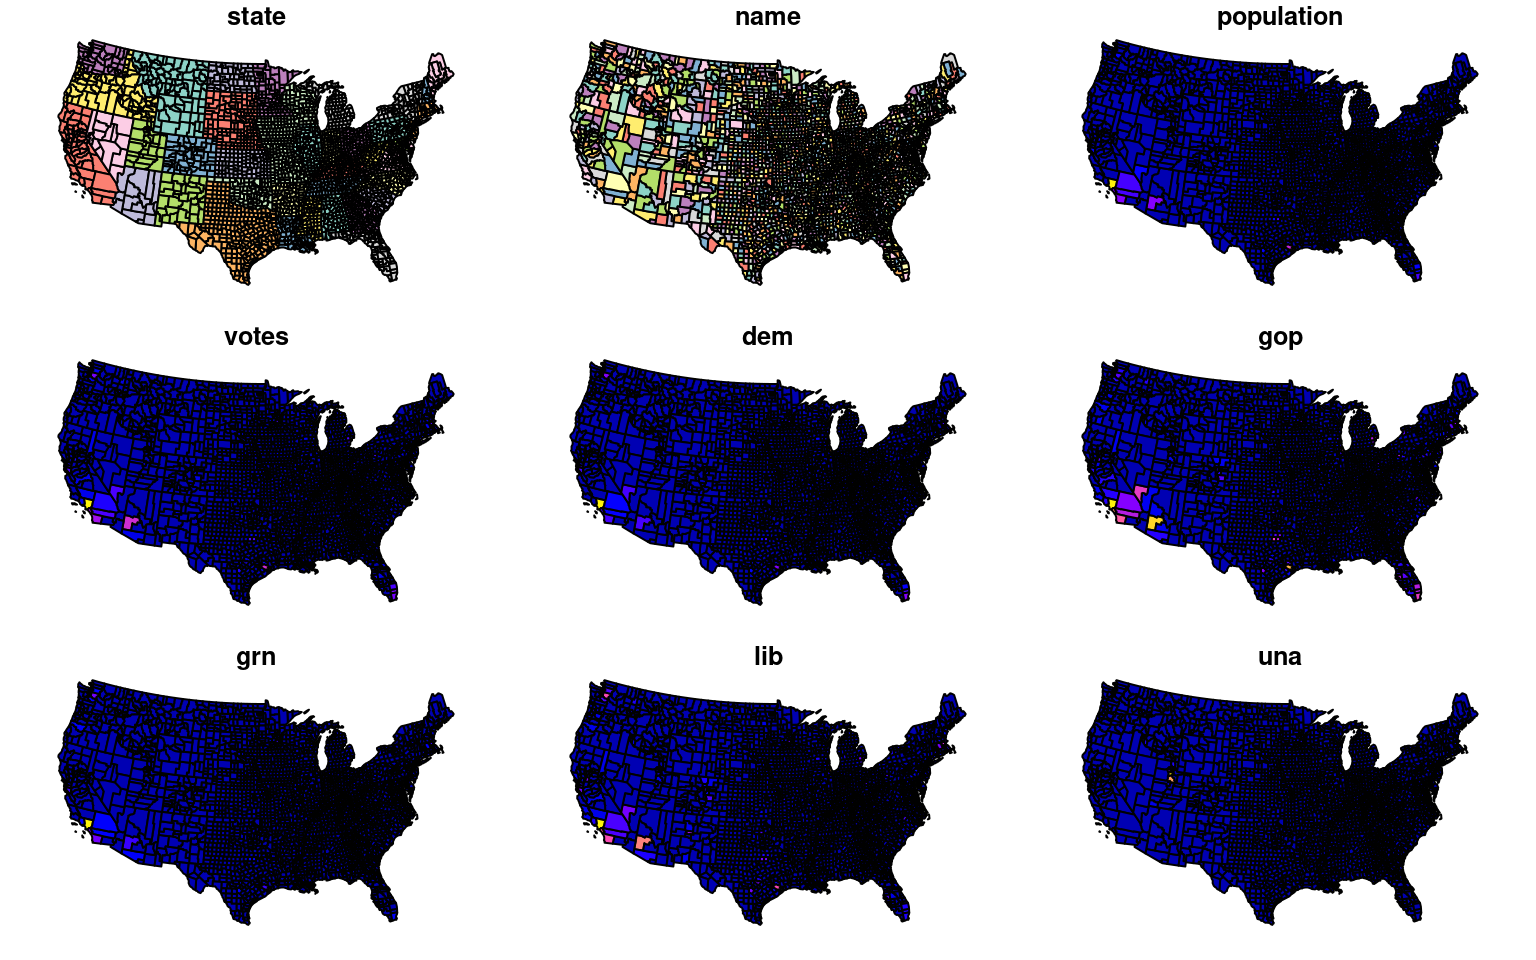 state
name
population
votes
dem
gop
grn
lib
una